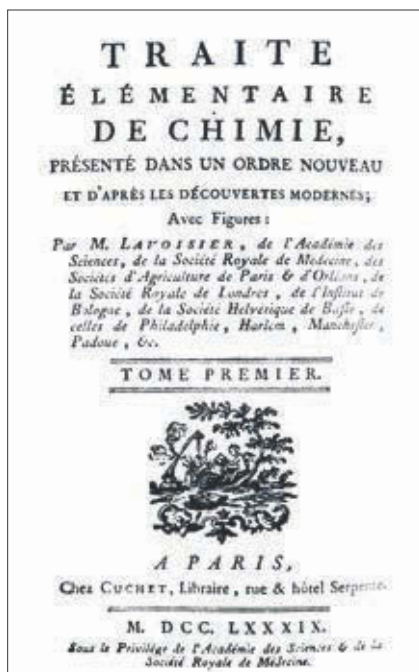 TRAITE
ÉLÉMENTAIRE
DE CHIMIE,
PRÉSENTÉ DANS UN ORDRE NOUVEAU
ET D'APRÈS LES DÉCOUVERTES MODERNES;
Avec Figures:
Par M. LAVOISIER, de l'Académie des
Sciences, de la Société Royale de Médecine, des
Sociétés d'Agriculture de Paris & d'Orléans, de
la Société Royale de Londres, de l'Institut de
Bologne, de la Société Helvétique de Basle, de
celles de Philadelphie, Harlem, Manchester,
Padoue, &c.
TOME PREMIER.
A PARIS,
Chez CUCHET, Libraire, rue & hôtel Serpente.
M. DCC. LXXXIX.
Sous le Privilège de l'Académie des Sciences & de la
Société Royale de Médecine.